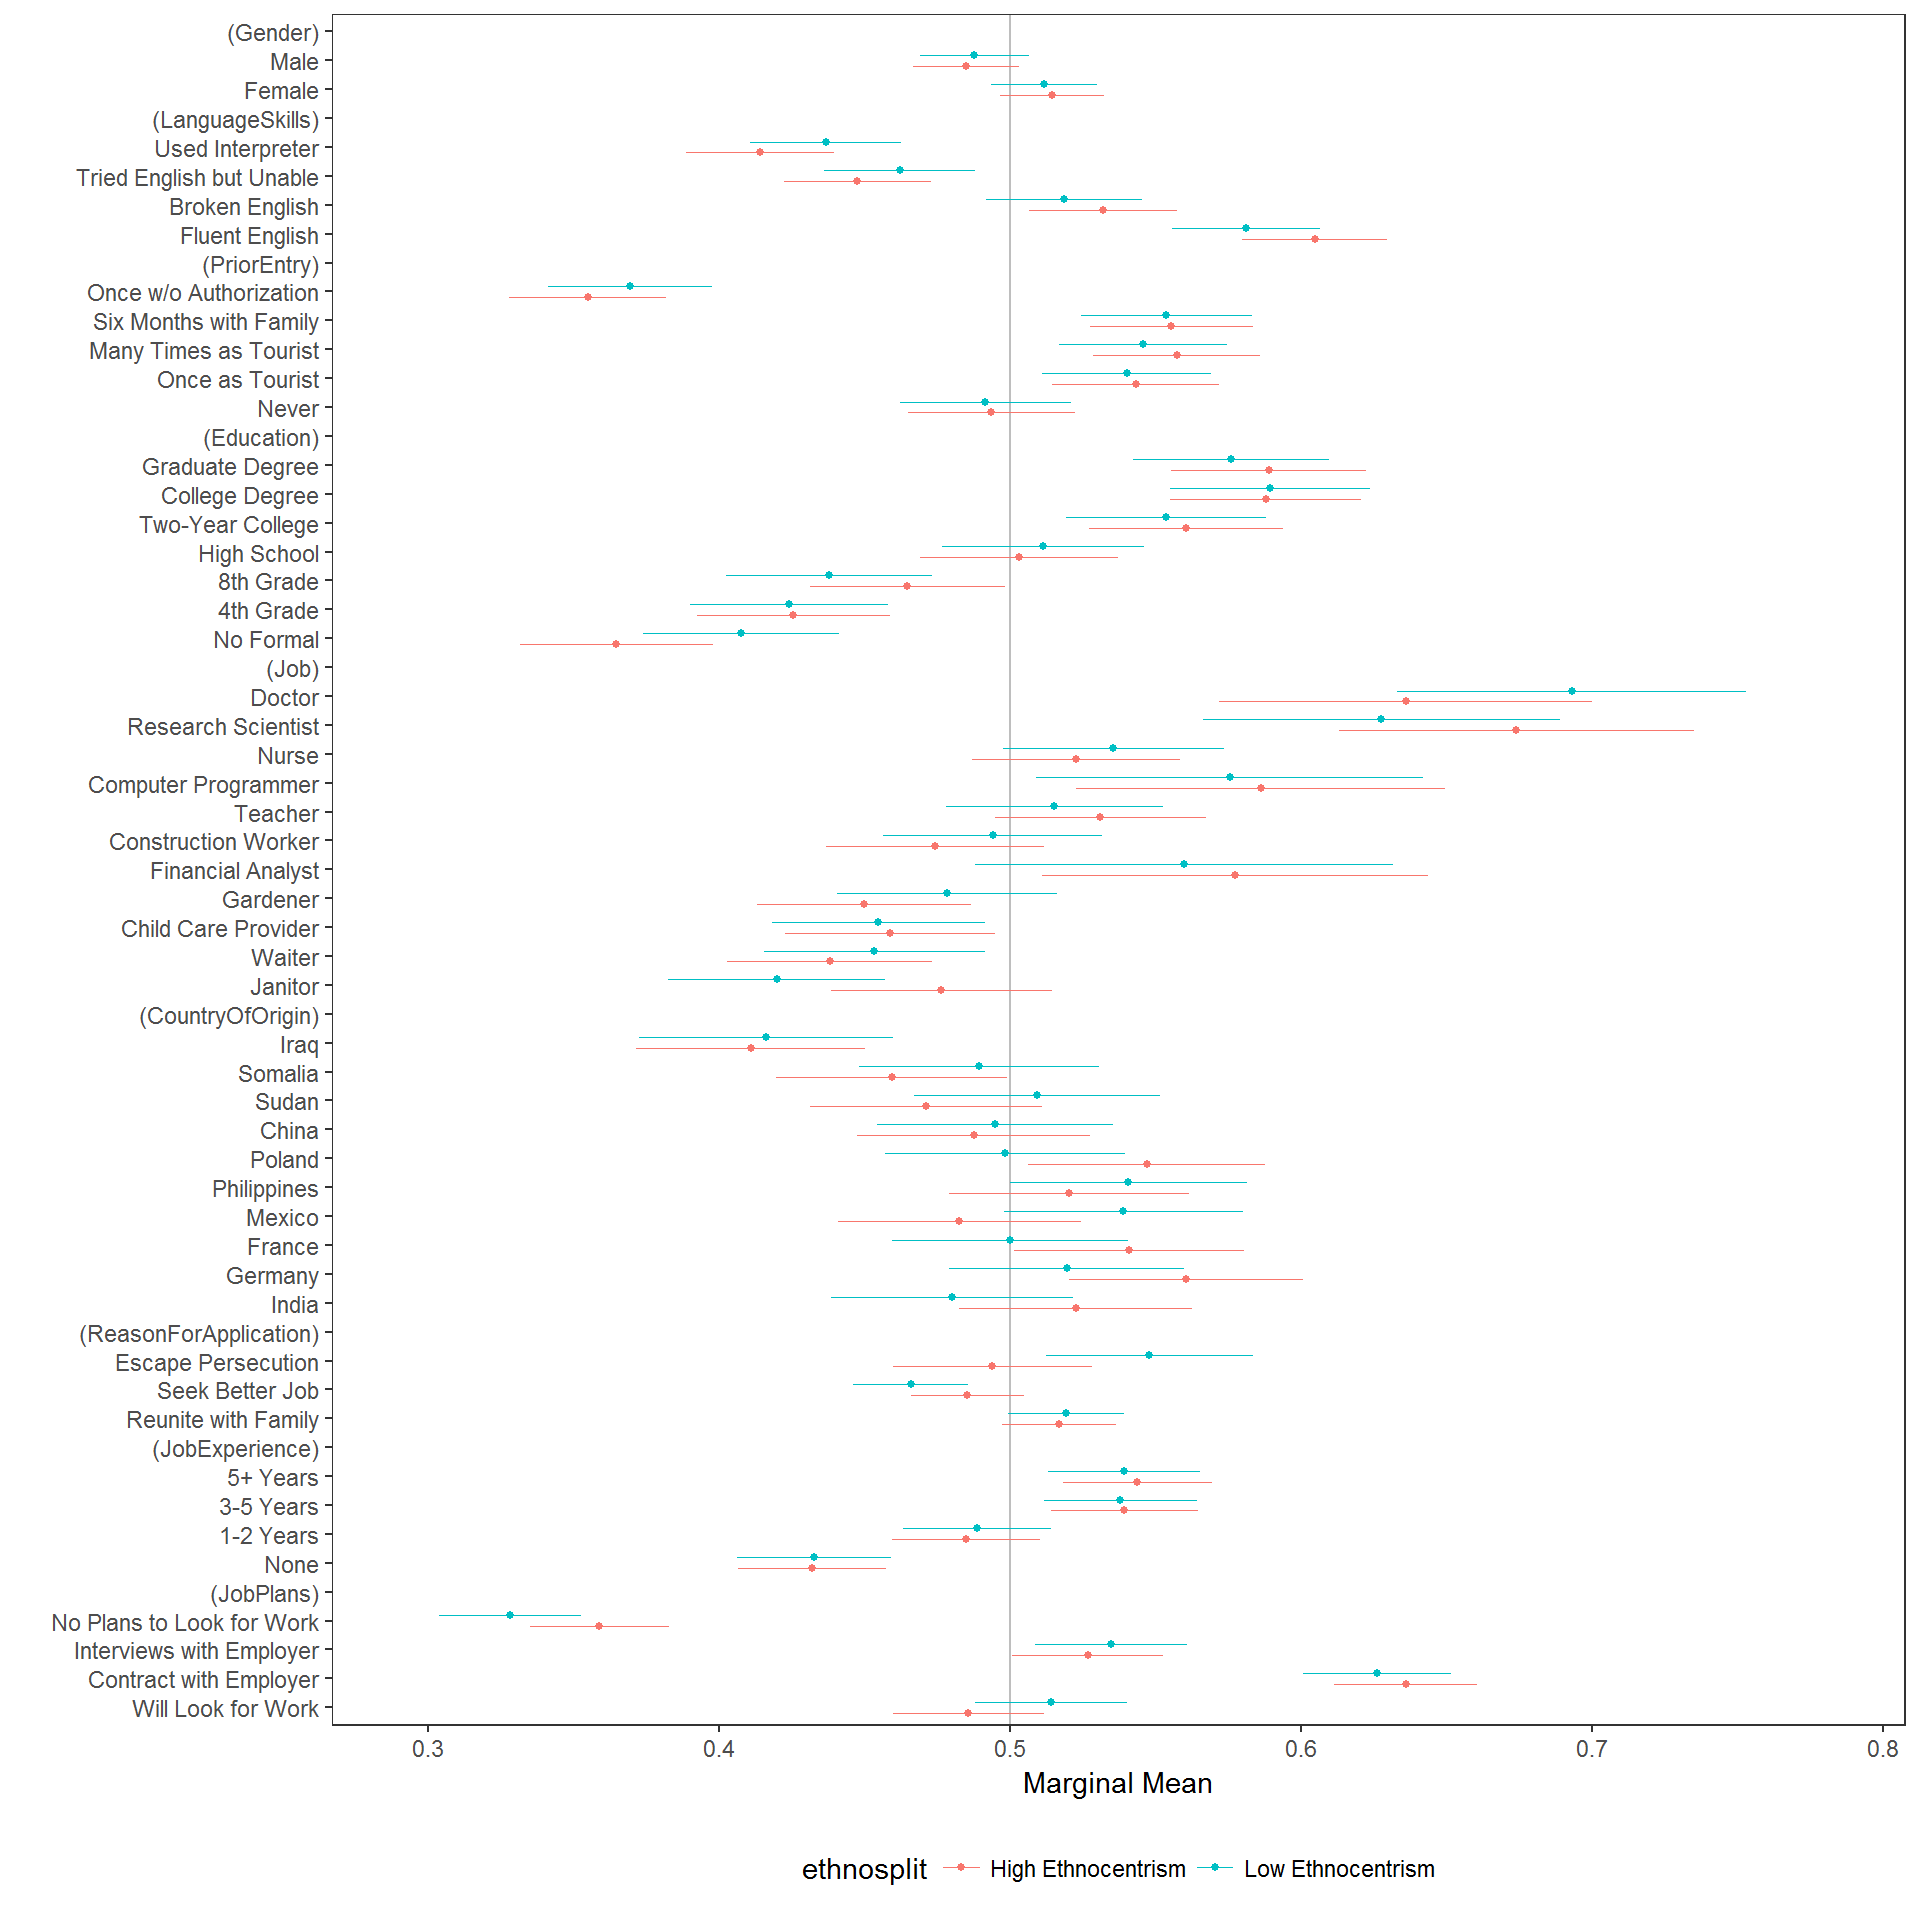 (Gender)
Male
Female
(LanguageSkills)
Used Interpreter
Tried English but Unable
Broken English
Fluent English
(PriorEntry)
Once w/o Authorization
Six Months with Family
Many Times as Tourist
Once as Tourist
Never
(Education)
Graduate Degree
College Degree
Two-Year College
High School
8th Grade
4th Grade
No Formal
(Job)
Doctor
Research Scientist
Nurse
Computer Programmer
Teacher
Construction Worker
Financial Analyst
Gardener
Child Care Provider
Waiter
Janitor
(CountryOfOrigin)
Iraq
Somalia
Sudan
China
Poland
Philippines
Mexico
France
Germany
India
(ReasonForApplication)
Escape Persecution
Seek Better Job
Reunite with Family
(JobExperience)
5+ Years
3-5 Years
1-2 Years
None
(JobPlans)
No Plans to Look for Work
Interviews with Employer
Contract with Employer
Will Look for Work
0.3 0.4 0.5 0.6 0.7 0.8
Marginal Mean
ethnosplit High Ethnocentrism Low Ethnocentrism